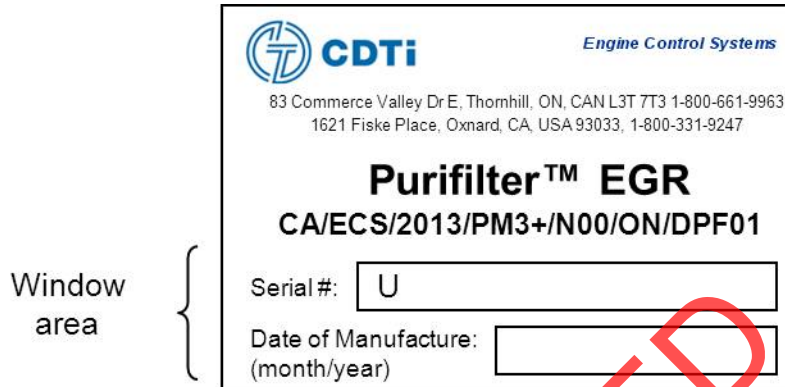 CDTi
Engine Control Systems
83 Commerce Valley Dr E, Thornhill, ON, CAN L3T 7T3 1-800-661-9963
1621 Fiske Place, Oxnard, CA, USA 93033, 1-800-331-9247
Purifilter™ EGR
CA/ECS/2013/PM3+/N00/ON/DPF01
Window
area
Serial #: U
Date of Manufacture:
(month/year)